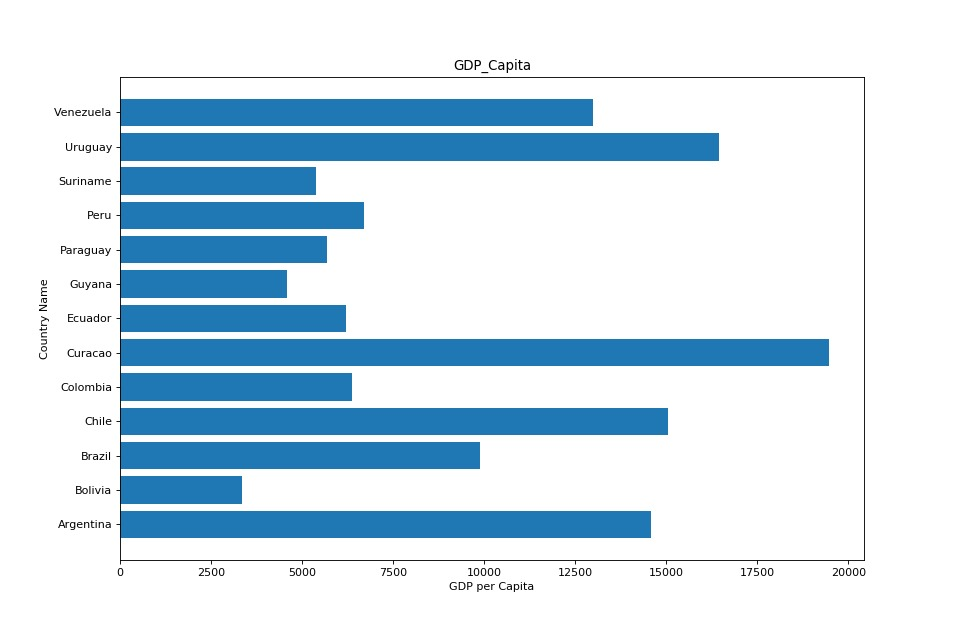 GDP_Capita
Venezuela
Uruguay
Suriname
Peru
Paraguay
Guyana
Ecuador
Curacao
Colombia
Chile
Brazil
Bolivia
Argentina
Country Name
0 2500 5000 7500 10000 12500 15000 17500 20000
GDP per Capita